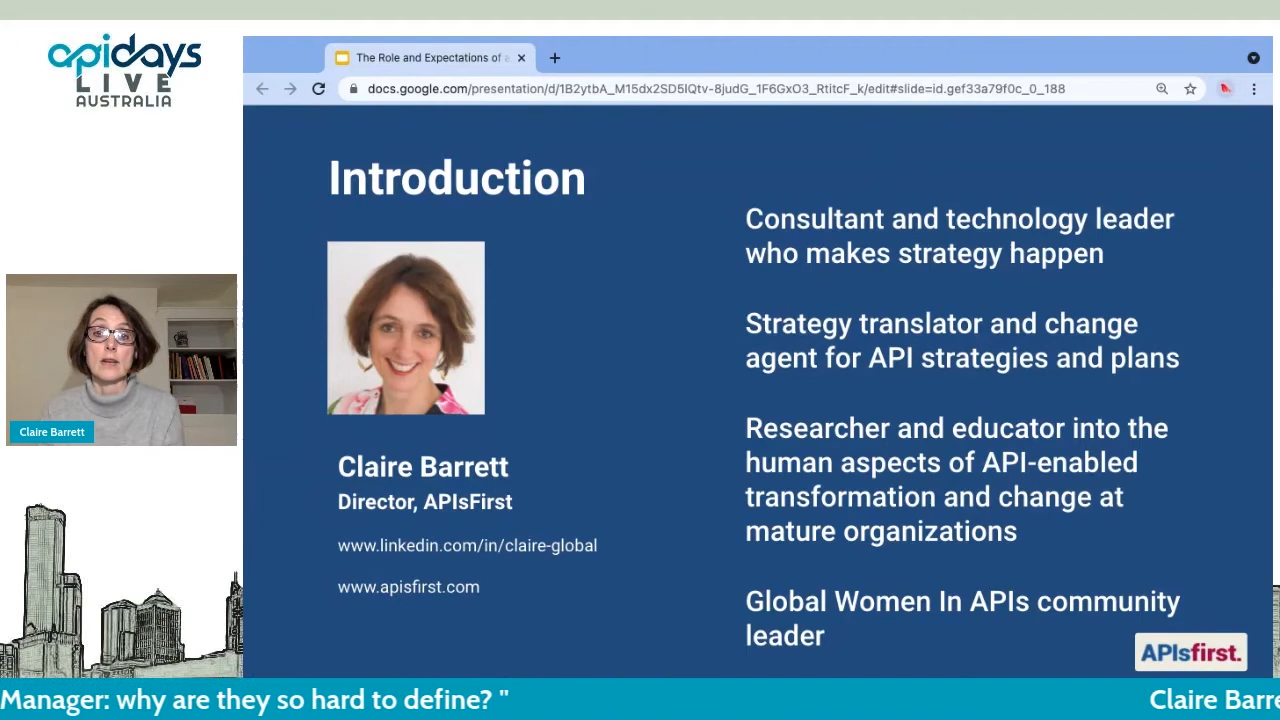 apidays
LIVE
AUSTRALIA
The Role and Expectations of
docs.google.com/presentation/d/1B2ytbA_M15dx2SD5IQtv-8judG_1F6GxO3_RtitcF_k/edit#slide=id.gef33a79f0c_0_188
Introduction
Claire Barrett
Director, APIsFirst
www.linkedin.com/in/claire-global
www.apisfirst.com
Consultant and technology leader
who makes strategy happen
Strategy translator and change
agent for API strategies and plans
Researcher and educator into the
human aspects of API-enabled
transformation and change at
mature organizations
Global Women In APIs community
leader
APIsfirst.
Claire Barrett
Manager: why are they so hard to define? "
Claire Barre